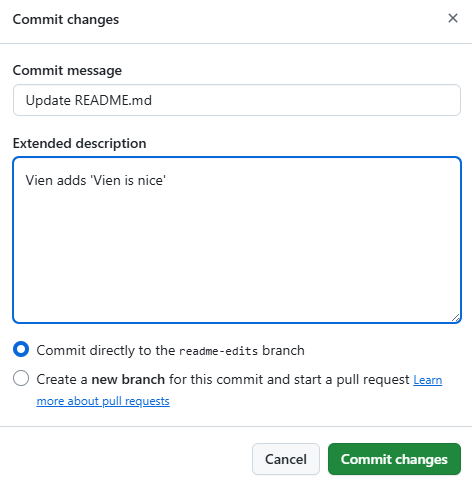 Commit changes
Commit message
Update README.md
Extended description
Vien adds 'Vien is nice'
Commit directly to the readme-edits branch
Create a new branch for this commit and start a pull request Learn
more about pull requests
Cancel
Commit changes